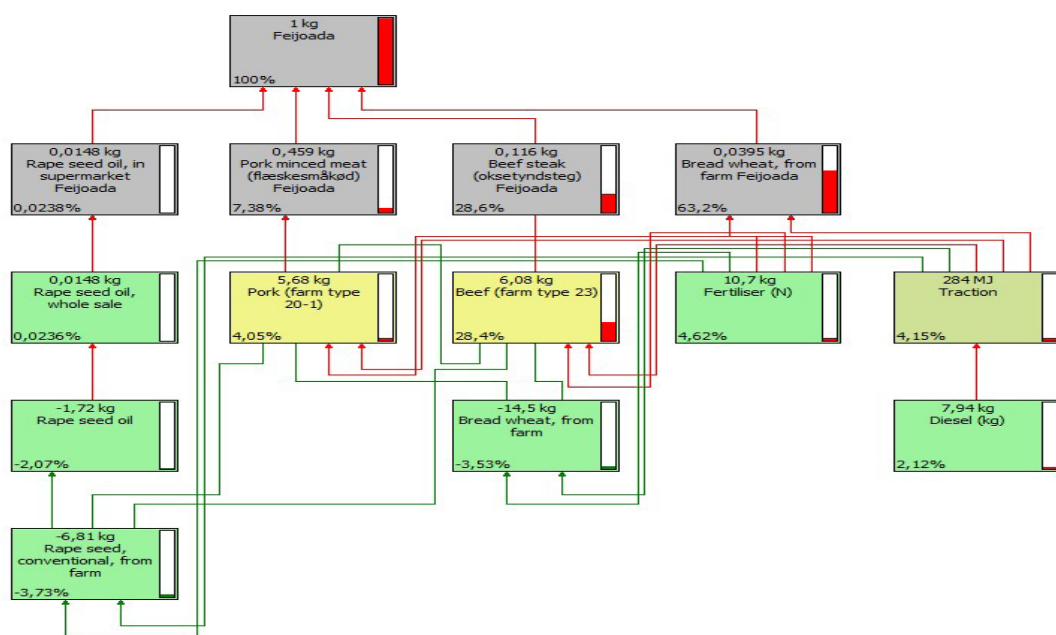 1 kg
Feijoada
100%
0,0148 kg
Rape seed oil, in
supermarket
Feijoada
0,0238%
0,459 kg
Pork minced meat
(flæskesmåkød)
Feijoada
7,38%
0,116 kg
Beef steak
(oksetyndsteg)
Feijoada
28,6%
0,0395 kg
Bread wheat, from
farm Feijoada
63,2%
0,0148 kg
Rape seed oil,
whole sale
0,0236%
5,68 kg
Pork (farm type
20-1)
4,05%
6,08 kg
Beef (farm type 23)
28,4%
10,7 kg
Fertiliser (N)
4,62%
284 MJ
Traction
4,15%
-1,72 kg
Rape seed oil
-2,07%
-14,5 kg
Bread wheat, from
farm
-3,53%
7,94 kg
Diesel (kg)
2,12%
-6,81 kg
Rape seed,
conventional, from
farm
-3,73%